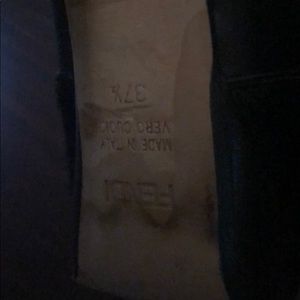 FENDI
MADE IN ITALY
VERO CUOIO
37½